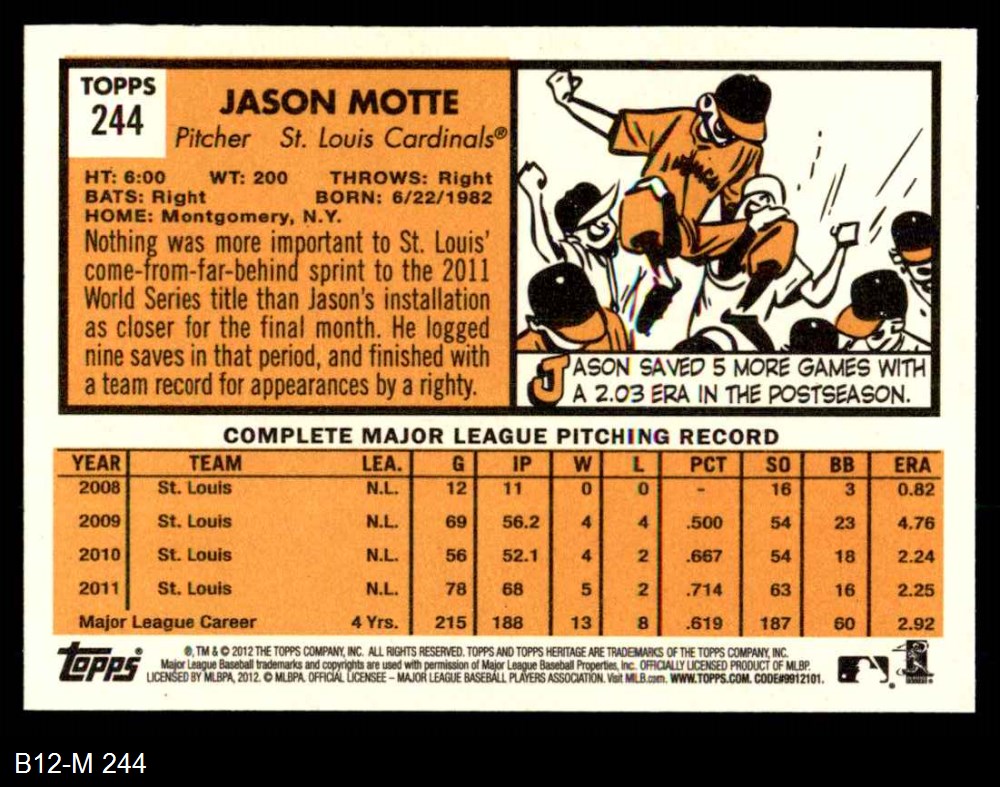 TOPPS
244
JASON MOTTE
Pitcher St. Louis Cardinals®
HT: 6:00 WT: 200 THROWS: Right
BATS: Right BORN: 6/22/1982
HOME: Montgomery, N.Y.
Nothing was more important to St. Louis'
come-from-far-behind sprint to the 2011
World Series title than Jason's installation
as closer for the final month. He logged
nine saves in that period, and finished with
a team record for appearances by a righty.
JASON SAVED 5 MORE GAMES WITH
A 2.03 ERA IN THE POSTSEASON.
COMPLETE MAJOR LEAGUE PITCHING RECORD
YEAR TEAM LEA. G IP W L PCT SO BB ERA
2008 St. Louis N.L. 12 11 0 0 - 16 3 0.82
2009 St. Louis N.L. 69 56.2 4 4 .500 54 23 4.76
2010 St. Louis N.L. 56 52.1 4 2 .667 54 18 2.24
2011 St. Louis N.L. 78 68 5 2 .714 63 16 2.25
Major League Career 4 Yrs. 215 188 13 8 .619 187 60 2.92
topps
®, TM & © 2012 THE TOPPS COMPANY, INC. ALL RIGHTS RESERVED. TOPPS AND TOPPS HERITAGE ARE TRADEMARKS OF THE TOPPS COMPANY, INC.
Major League Baseball trademarks and copyrights are used with permission of Major League Baseball Properties, Inc. OFFICIALLY LICENSED PRODUCT OF MLBP.
LICENSED BY MLBPA, 2012. © MLBPA. OFFICIAL LICENSEE – MAJOR LEAGUE BASEBALL PLAYERS ASSOCIATION. Visit MLB.com. WWW.TOPPS.COM. CODE#9912101.
B12-M 244